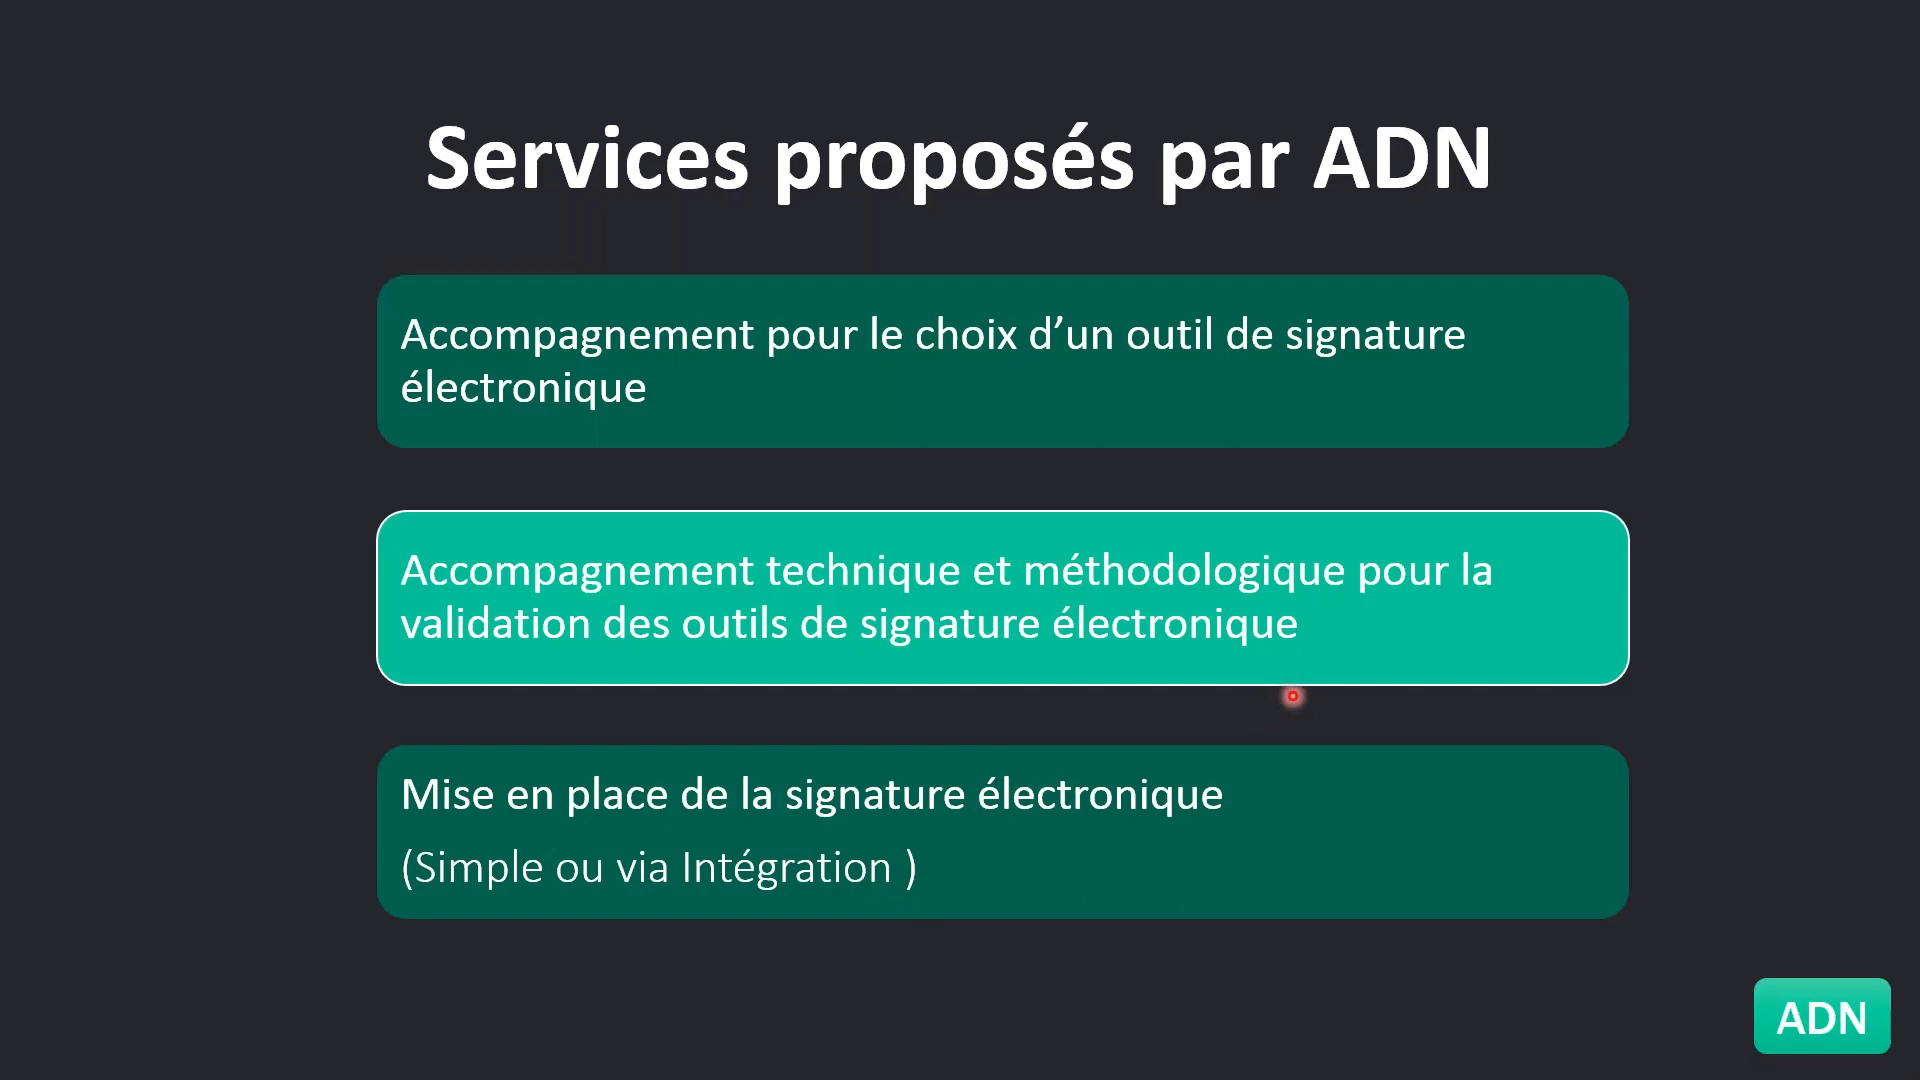 Services proposés par ADN
Accompagnement pour le choix d’un outil de signature
électronique
Accompagnement technique et méthodologique pour la
validation des outils de signature électronique
Mise en place de la signature électronique
(Simple ou via Intégration )
ADN